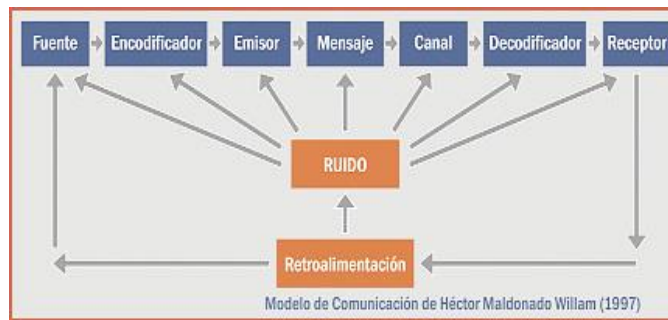 Fuente Encodificador Emisor Mensaje Canal Decodificador Receptor
RUIDO
Retroalimentación
Modelo de Comunicación de Héctor Maldonado Willam (1997)